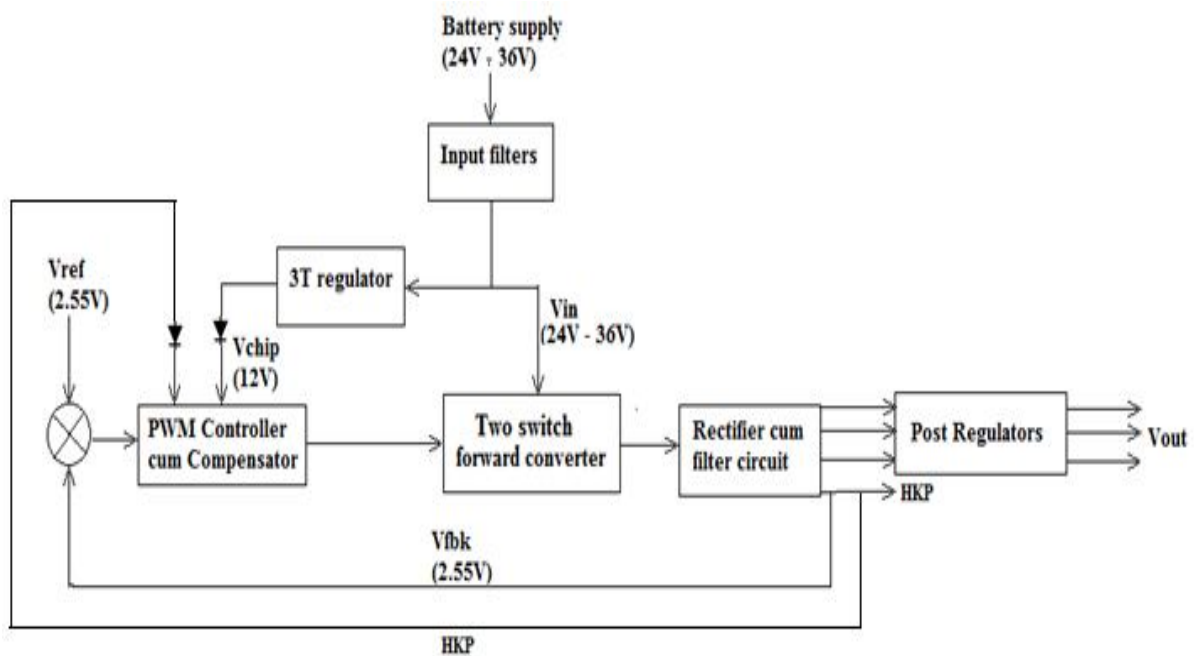 Battery supply
(24V - 36V)
Input filters
3T regulator
Vref
(2.55V)
Vin
(24V - 36V)
Vchip
(12V)
PWM Controller
cum Compensator
Two switch
forward converter
Rectifier cum
filter circuit
Post Regulators
Vout
HKP
Vfbk
(2.55V)
HKP